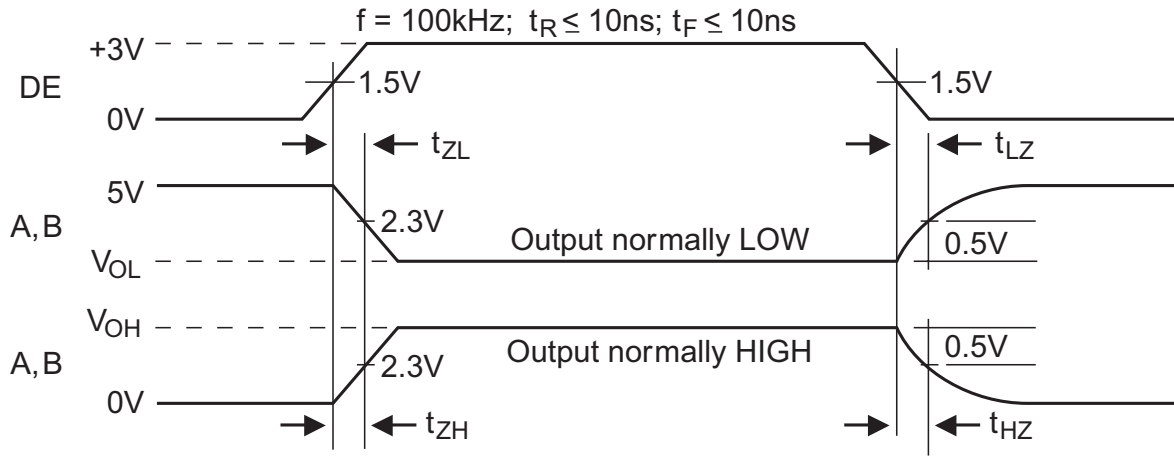 f = 100kHz; tR ≤ 10ns; tF ≤ 10ns
+3V
DE
1.5V
1.5V
0V
tZL
tLZ
5V
A,B
2.3V
Output normally LOW
0.5V
VOL
VOH
A,B
2.3V
Output normally HIGH
0.5V
0V
tZH
tHZ